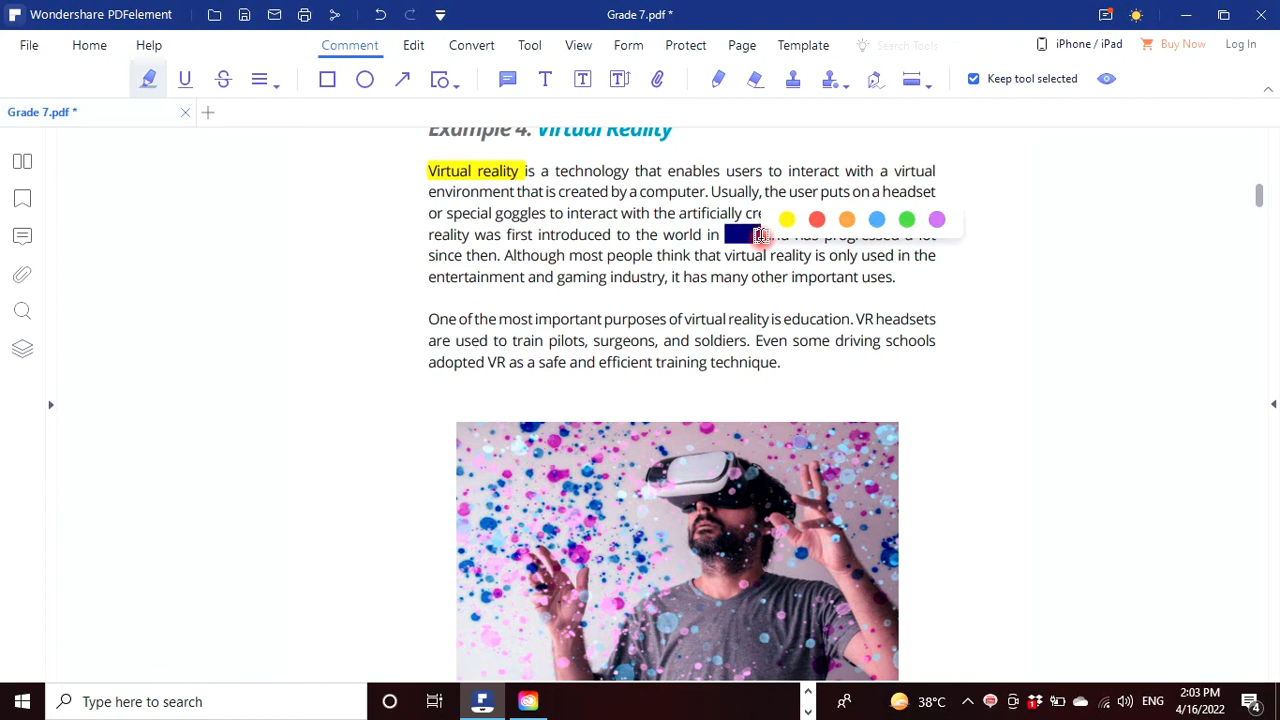 Wondershare PDFelement
Grade 7.pdf *
File Home Help Comment Edit Convert Tool View Form Protect Page Template Search Tools iPhone / iPad Buy Now Log In
Keep tool selected
Grade 7.pdf *
Example 4. Virtual Reality
Virtual reality is a technology that enables users to interact with a virtual
environment that is created by a computer. Usually, the user puts on a headset
or special goggles to interact with the artificially
reality was first introduced to the world in and has progressed a lot
since then. Although most people think that virtual reality is only used in the
entertainment and gaming industry, it has many other important uses.
One of the most important purposes of virtual reality is education. VR headsets
are used to train pilots, surgeons, and soldiers. Even some driving schools
adopted VR as a safe and efficient training technique.
Type here to search
38°C
ENG
2:03 PM
4/16/2022
4